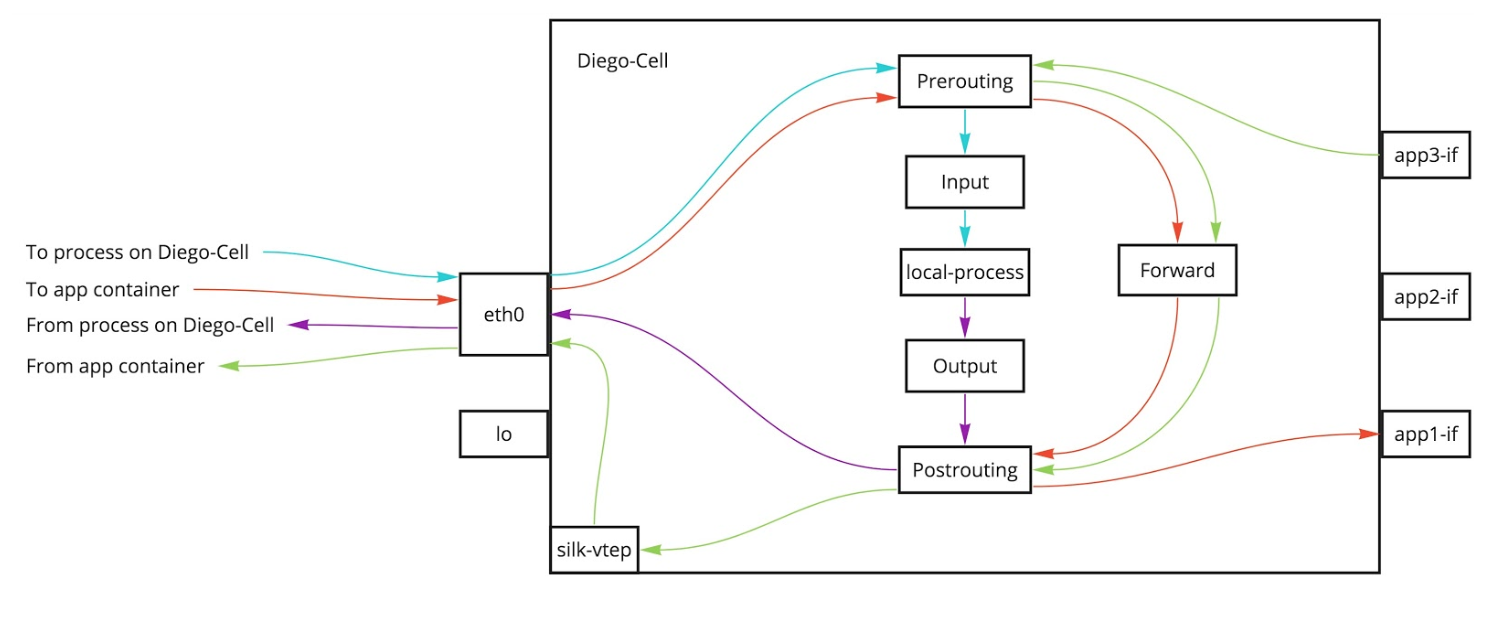 Diego-Cell
Prerouting
app3-if
Input
To process on Diego-Cell
local-process
Forward
To app container
eth0
app2-if
From process on Diego-Cell
From app container
Output
lo
app1-if
Postrouting
silk-vtep